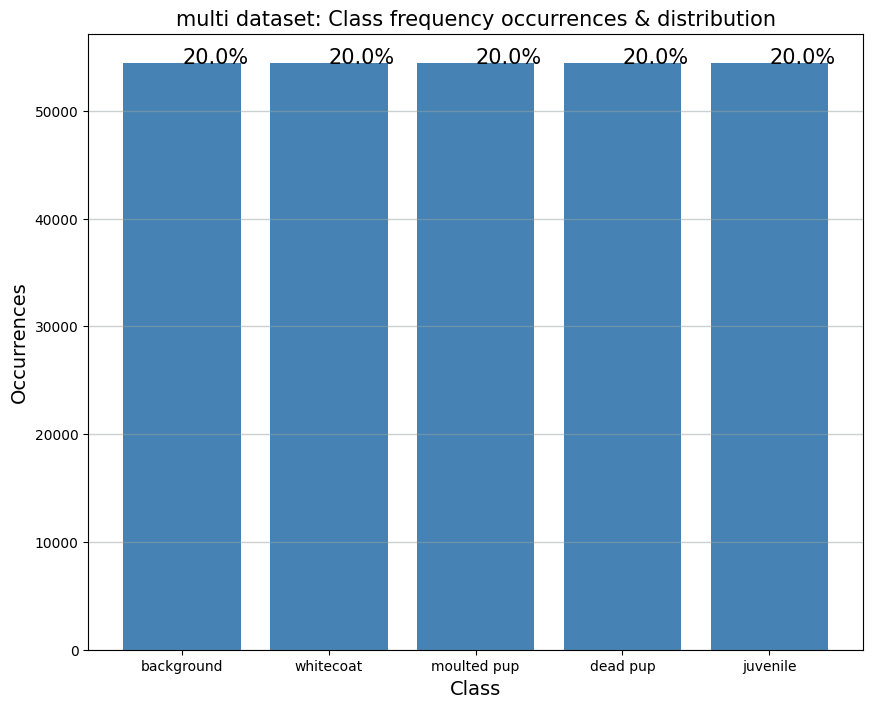 multi dataset: Class frequency occurrences & distribution
20.0% 20.0% 20.0% 20.0% 20.0%
50000
40000
30000
20000
10000
0
Occurrences
background whitecoat moulted pup dead pup juvenile
Class